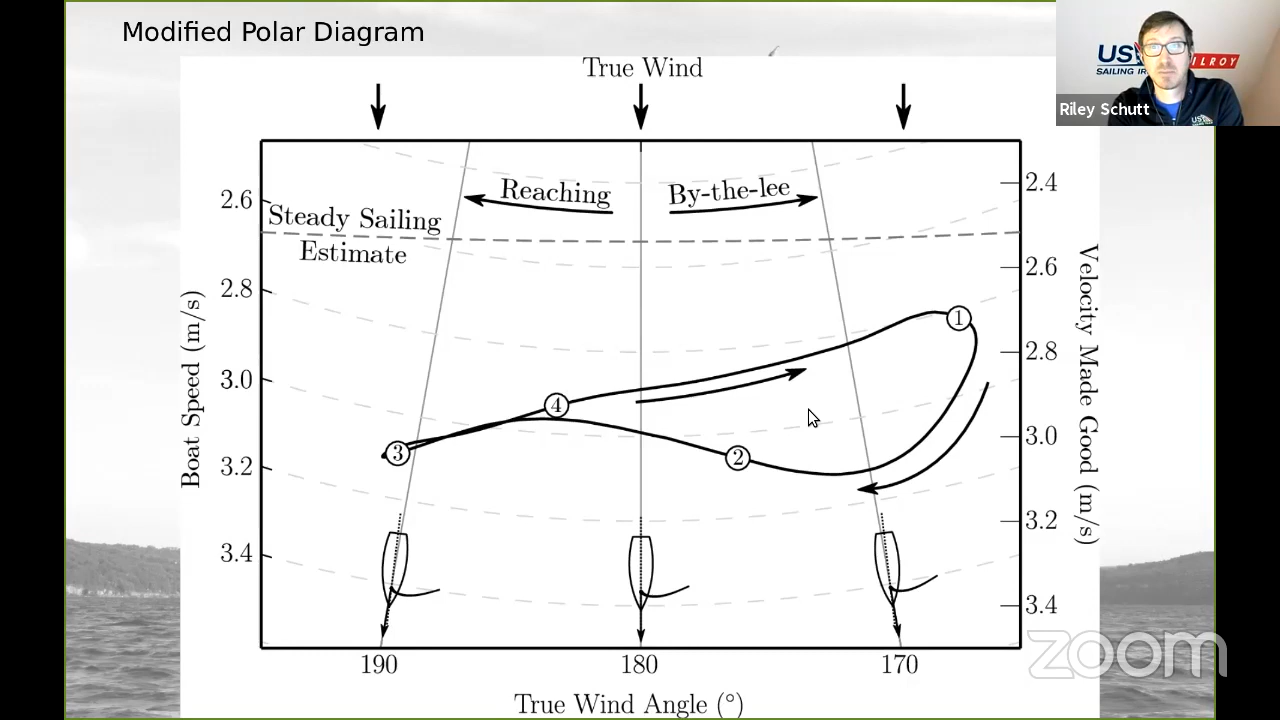 Modified Polar Diagram
True Wind
Reaching
By-the-lee
Steady Sailing
Estimate
Boat Speed (m/s)
2.6
2.8
3.0
3.2
3.4
Velocity Made Good (m/s)
2.4
2.6
2.8
3.0
3.2
3.4
1
2
3
4
190
180
170
True Wind Angle (°)
Riley Schutt
zoom